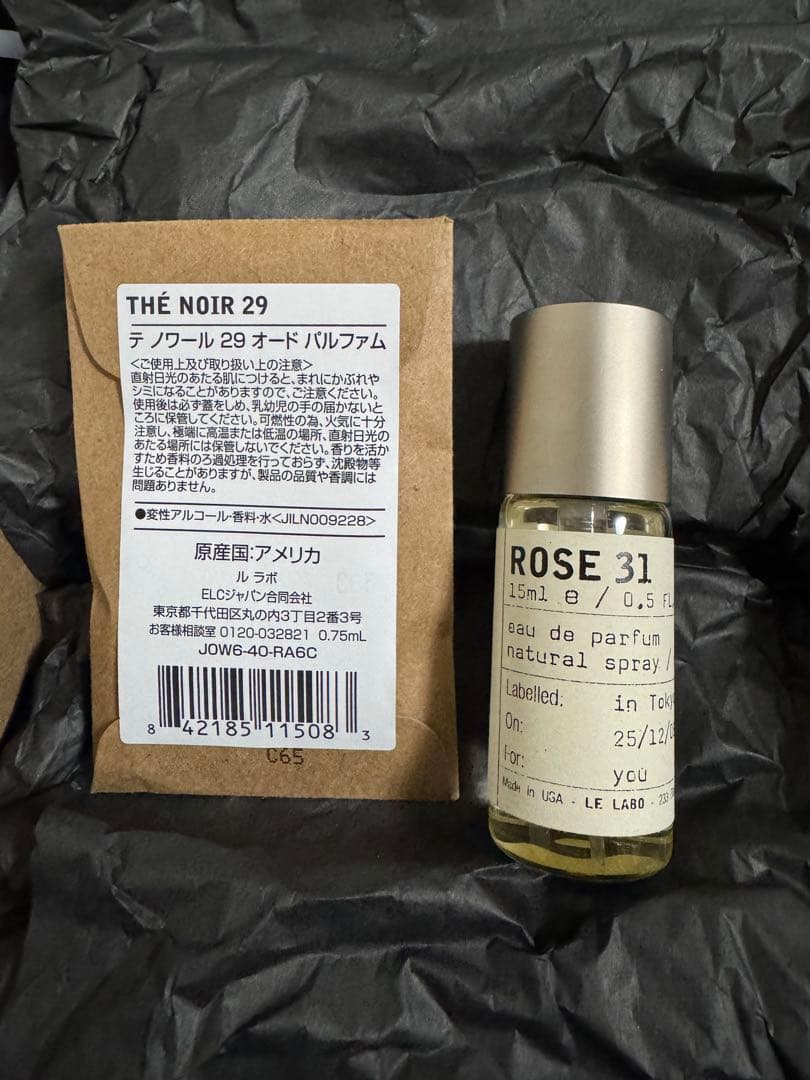 THÉ NOIR 29
テ ノワール 29 オード パルファム
<ご使用上及び取り扱い上の注意>
直射日光のあたる肌につけると、まれにかぶれや
シミになることがありますので、ご注意ください。
使用後は必ず蓋をしめ、乳幼児の手の届かないと
ころに保管してください。可燃性の為、火気に十分
注意し、極端に高温または低温の場所、直射日光の
あたる場所には保管しないでください。香りを活か
すため香料のろ過処理を行っておらず、沈殿物等
生じることがありますが、製品の品質や香調には
問題ありません。
●変性アルコール・香料・水<JILN009228>
原産国:アメリカ
ル ラボ
ELCジャパン合同会社
東京都千代田区丸の内3丁目2番3号
お客様相談室 0120-032821 0.75mL
JOW6-40-RA6C
8 42185 11508 3
C65
ROSE 31
15ml e / 0.5 FL
eau de parfum
natural spray /
Labelled: in Toky
On: 25/12/
For: you
Made in USA - LE LABO - 233